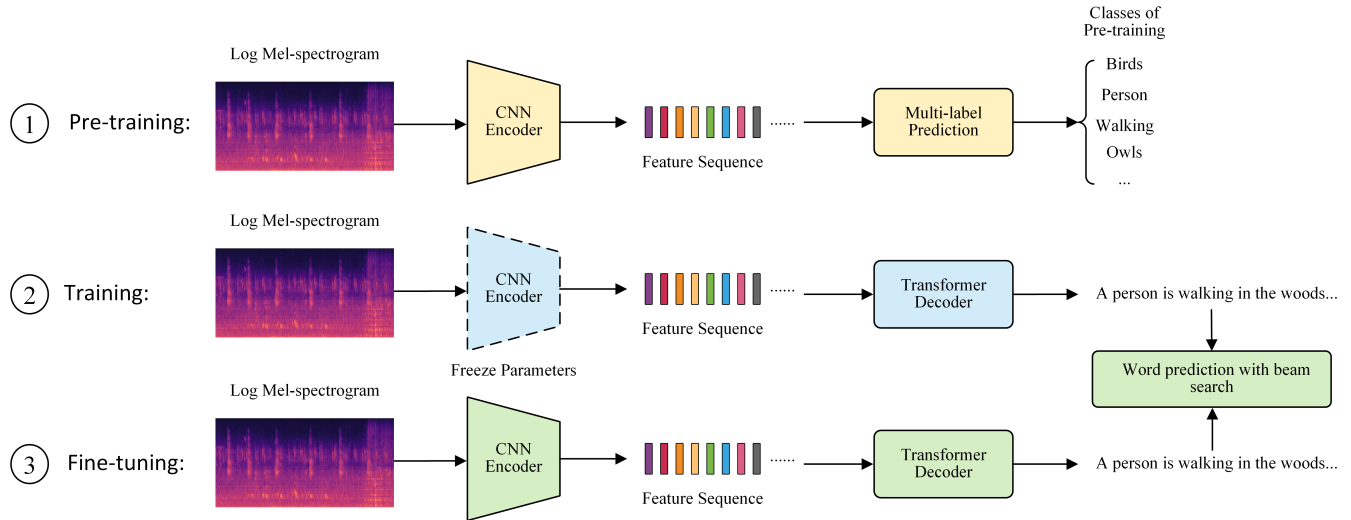 Classes of
Pre-training
Log Mel-spectrogram
1 Pre-training:
CNN
Encoder
Feature Sequence
......
Multi-label
Prediction
Birds
Person
Walking
Owls
...
Log Mel-spectrogram
2 Training:
CNN
Encoder
Freeze Parameters
Feature Sequence
......
Transformer
Decoder
A person is walking in the woods...
Word prediction with beam
search
Log Mel-spectrogram
3 Fine-tuning:
CNN
Encoder
Feature Sequence
......
Transformer
Decoder
A person is walking in the woods...